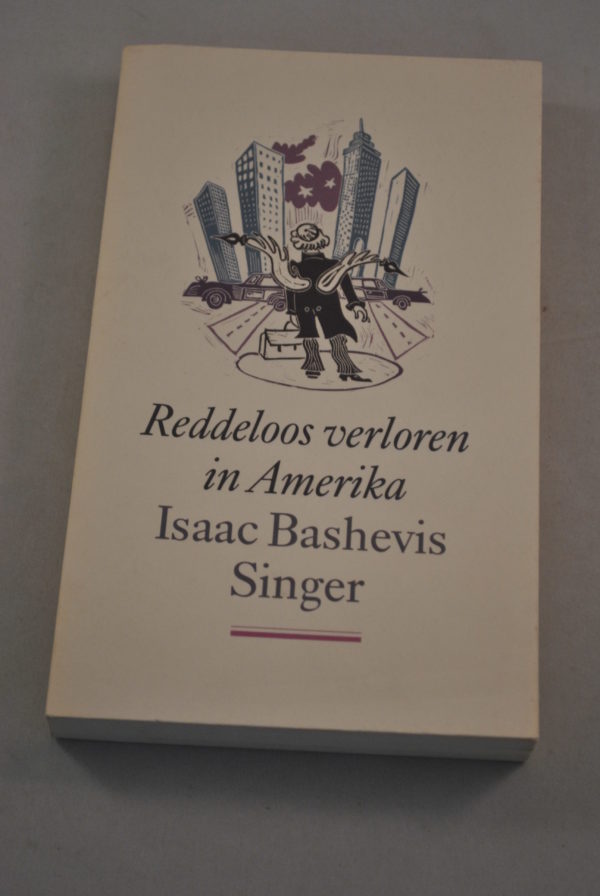 Reddeloos verloren
in Amerika
Isaac Bashevis
Singer